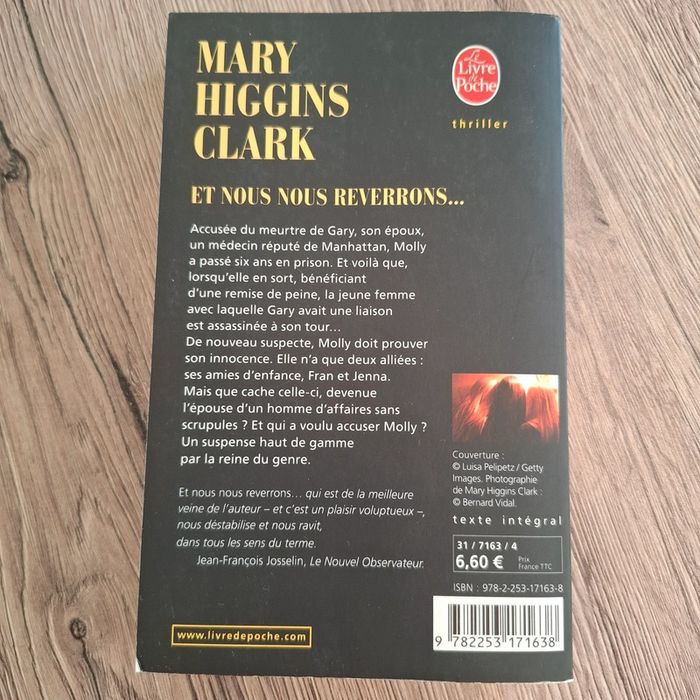 MARY
HIGGINS
CLARK
Le
Livre
de
Poche
thriller
ET NOUS NOUS REVERRONS...
Accusée du meurtre de Gary, son époux,
un médecin réputé de Manhattan, Molly
a passé six ans en prison. Et voilà que,
lorsqu'elle en sort, bénéficiant
d'une remise de peine, la jeune femme
avec laquelle Gary avait une liaison
est assassinée à son tour…
De nouveau suspecte, Molly doit prouver
son innocence. Elle n'a que deux alliées :
ses amies d'enfance, Fran et Jenna.
Mais que cache celle-ci, devenue
l'épouse d'un homme d'affaires sans
scrupules ? Et qui a voulu accuser Molly ?
Un suspense haut de gamme
par la reine du genre.
Et nous nous reverrons… qui est de la meilleure
veine de l'auteur – et c'est un plaisir voluptueux –,
nous déstabilise et nous ravit,
dans tous les sens du terme.
Jean-François Josselin, Le Nouvel Observateur.
www.livredepoche.com
Couverture :
© Luisa Pelipetz / Getty
Images. Photographie
de Mary Higgins Clark :
© Bernard Vidal.
texte intégral
31 / 7163 / 4
6,60 € Prix
France TTC
ISBN : 978-2-253-17163-8
9 782253 171638